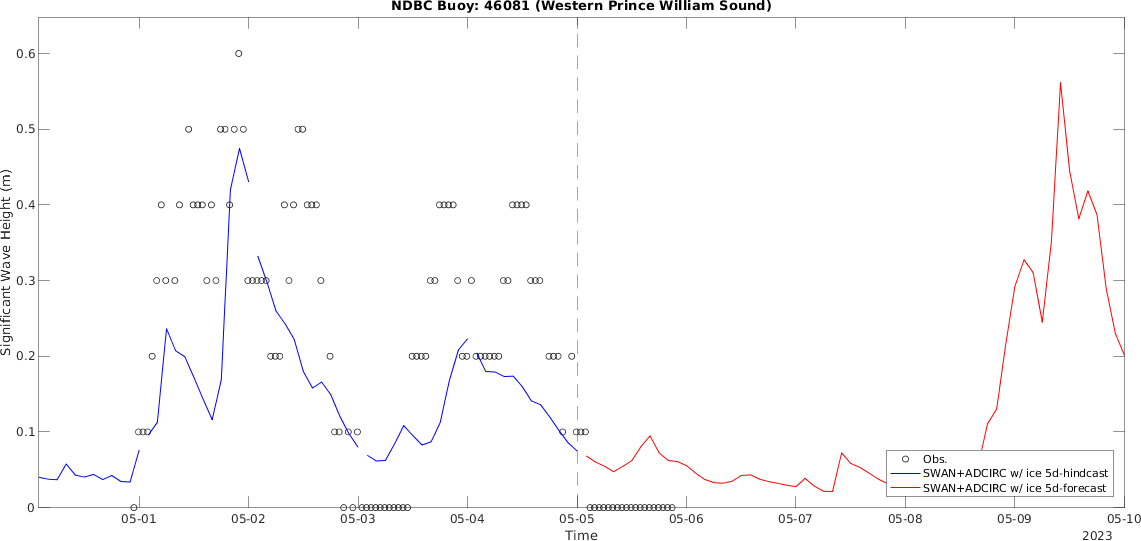 NDBC Buoy: 46081 (Western Prince William Sound)
Significant Wave Height (m)
0.6
0.5
0.4
0.3
0.2
0.1
0
Obs.
SWAN+ADCIRC w/ ice 5d-hindcast
SWAN+ADCIRC w/ ice 5d-forecast
05-01 05-02 05-03 05-04 05-05 05-06 05-07 05-08 05-09 05-10
Time
2023